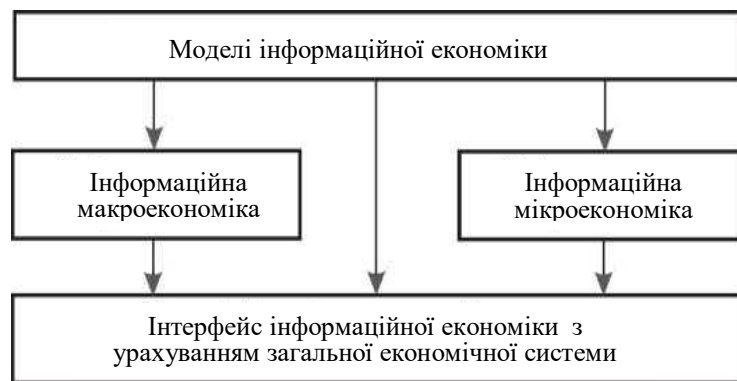 Моделі інформаційної економіки
Інформаційна
макроекономіка
Інформаційна
мікроекономіка
Інтерфейс інформаційної економіки з
урахуванням загальної економічної системи